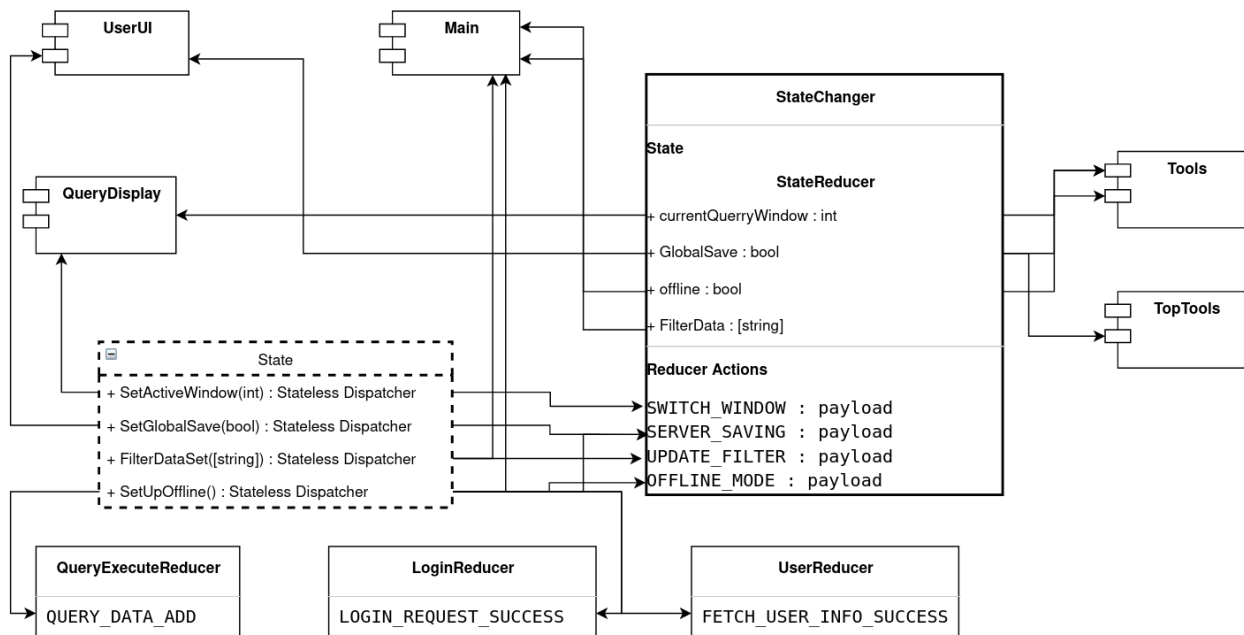 UserUI
Main
StateChanger
State
StateReducer
+ currentQuerryWindow : int
+ GlobalSave : bool
+ offline : bool
+ FilterData : [string]
Reducer Actions
SWITCH_WINDOW : payload
SERVER_SAVING : payload
UPDATE_FILTER : payload
OFFLINE_MODE : payload
Tools
TopTools
QueryDisplay
State
+ SetActiveWindow(int) : Stateless Dispatcher
+ SetGlobalSave(bool) : Stateless Dispatcher
+ FilterDataSet([string]) : Stateless Dispatcher
+ SetUpOffline() : Stateless Dispatcher
QueryExecuteReducer
QUERY_DATA_ADD
LoginReducer
LOGIN_REQUEST_SUCCESS
UserReducer
FETCH_USER_INFO_SUCCESS